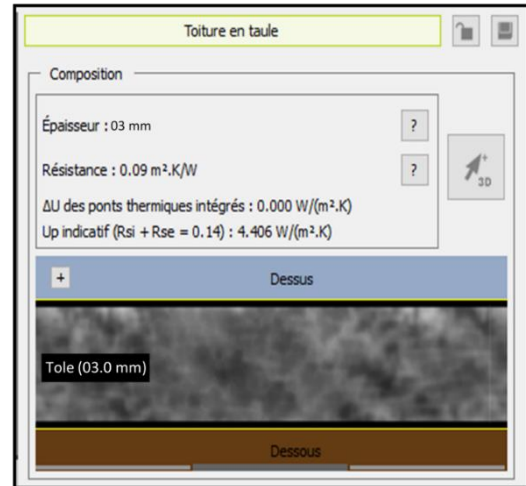 Toiture en taule
Composition
Épaisseur : 03 mm
?
Résistance : 0.09 m².K/W
?
3D
ΔU des ponts thermiques intégrés : 0.000 W/(m².K)
Up indicatif (Rsi + Rse = 0.14) : 4.406 W/(m².K)
+
Dessus
Tole (03.0 mm)
Dessous